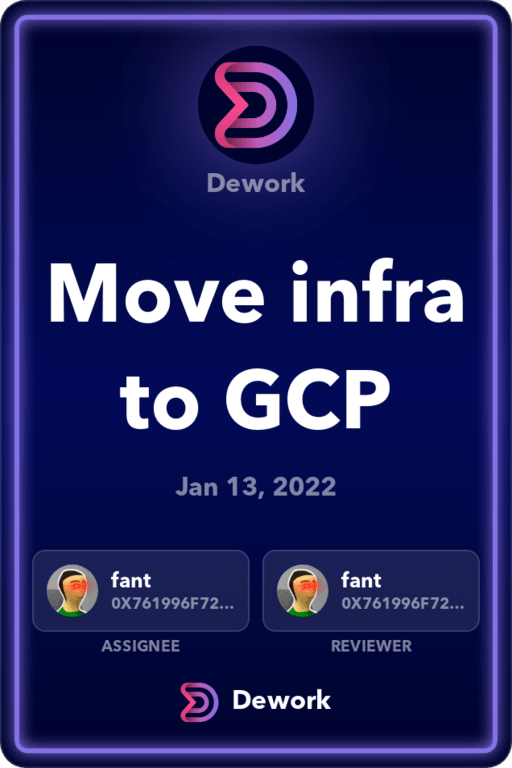 Dework
Move infra
to GCP
Jan 13, 2022
fant
0X761996F72...
ASSIGNEE
fant
0X761996F72...
REVIEWER
Dework